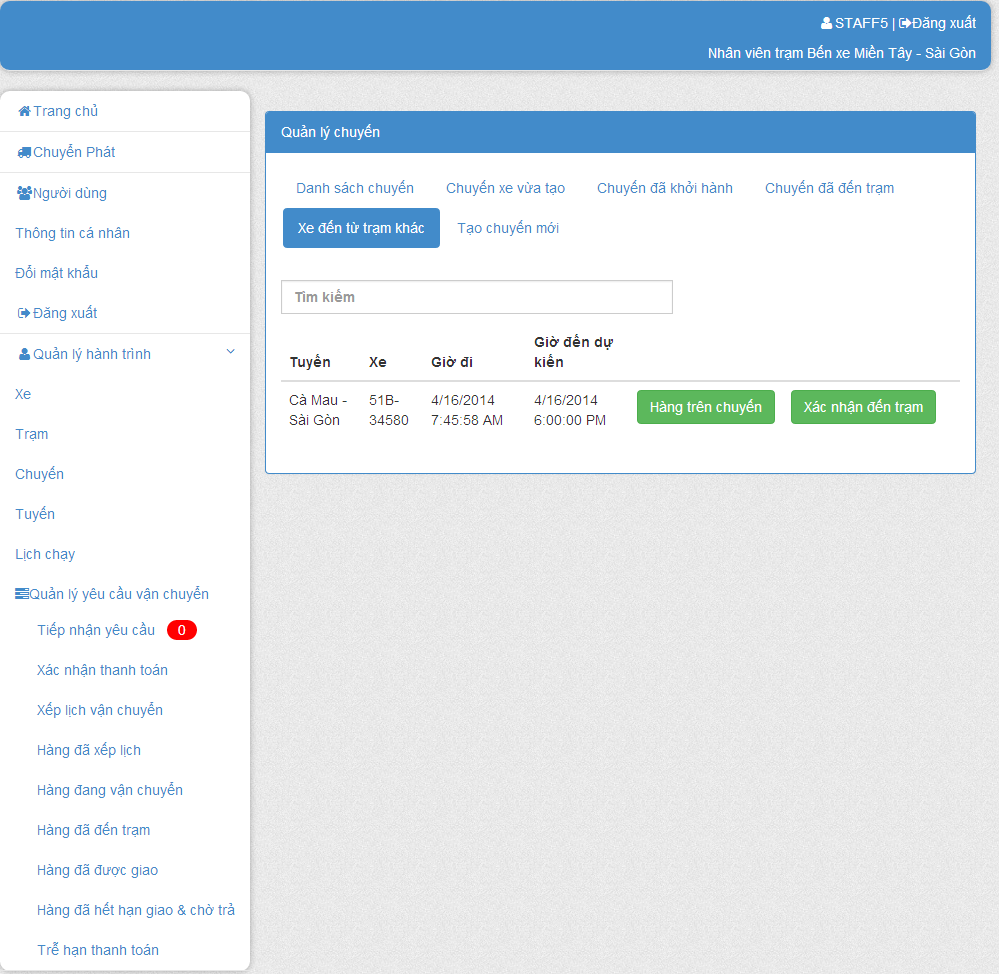 STAFF5 | Đăng xuất
Nhân viên trạm Bến xe Miền Tây - Sài Gòn
Trang chủ
Chuyển Phát
Người dùng
Thông tin cá nhân
Đổi mật khẩu
Đăng xuất
Quản lý hành trình
Xe
Trạm
Chuyến
Tuyến
Lịch chạy
Quản lý yêu cầu vận chuyển
Tiếp nhận yêu cầu 0
Xác nhận thanh toán
Xếp lịch vận chuyển
Hàng đã xếp lịch
Hàng đang vận chuyển
Hàng đã đến trạm
Hàng đã được giao
Hàng đã hết hạn giao & chờ trả
Trễ hạn thanh toán
Quản lý chuyến
Danh sách chuyến Chuyến xe vừa tạo Chuyến đã khởi hành Chuyến đã đến trạm
Xe đến từ trạm khác Tạo chuyến mới
Tìm kiếm
Giờ đến dự
Tuyến Xe Giờ đi kiến
Cà Mau - 51B- 4/16/2014 4/16/2014 Hàng trên chuyến Xác nhận đến trạm
Sài Gòn 34580 7:45:58 AM 6:00:00 PM